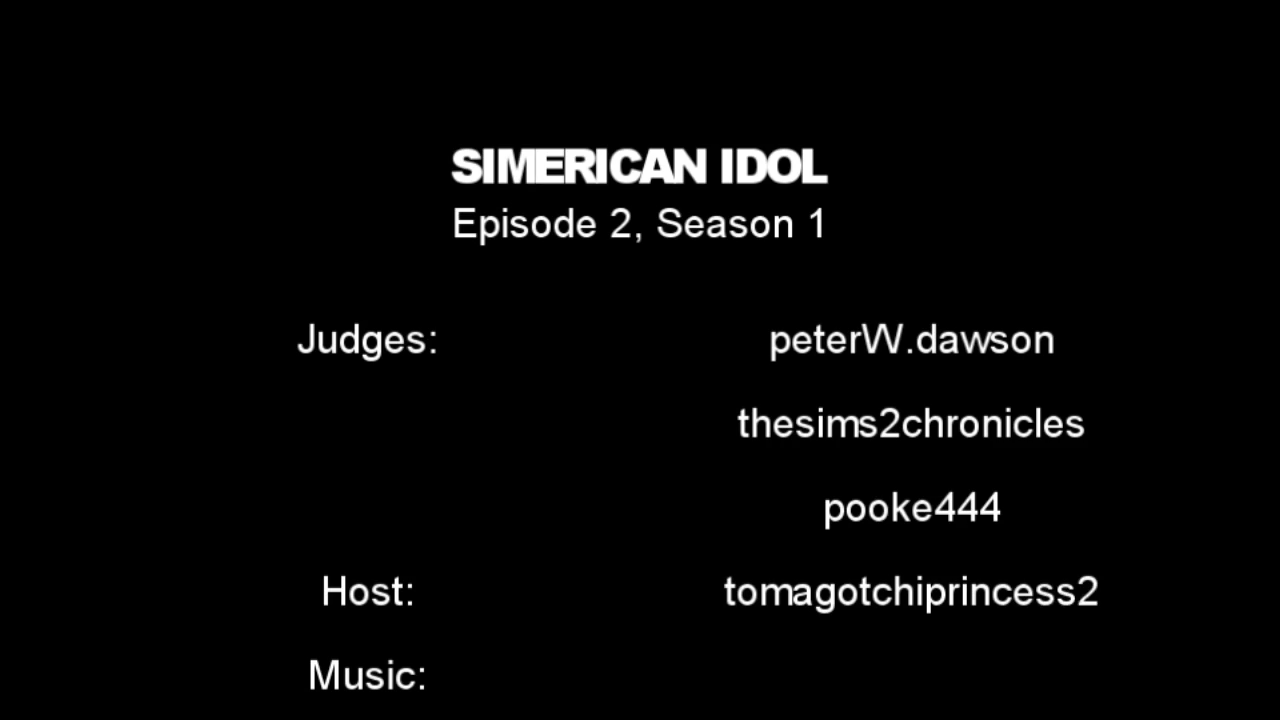 SIMERICAN IDOL
Episode 2, Season 1
Judges: peterW.dawson
thesims2chronicles
pooke444
Host: tomagotchiprincess2
Music: